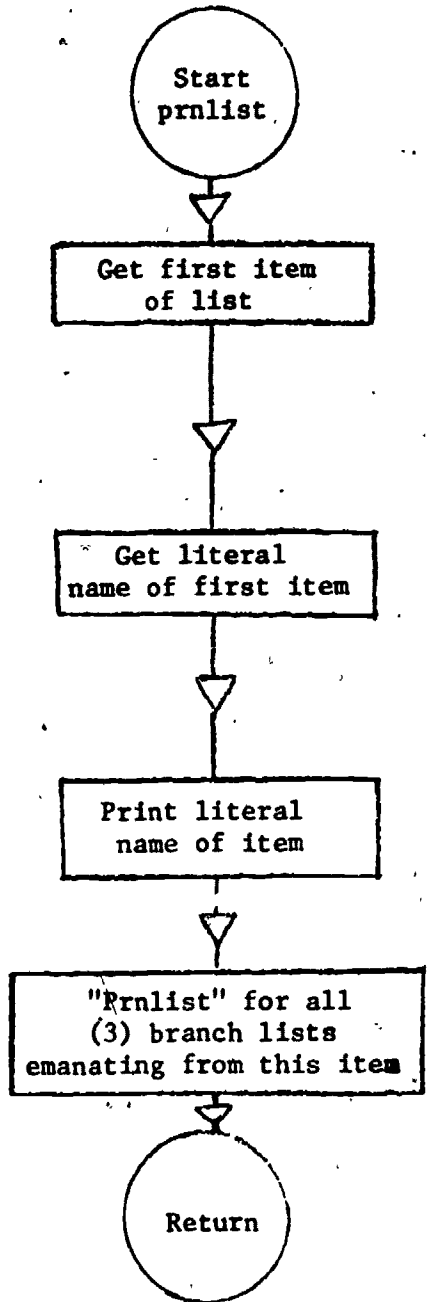 Start
prnlist
Get first item
of list
Get literal
name of first item
Print literal
name of item
"Prnlist" for all
(3) branch lists
emanating from this item
Return